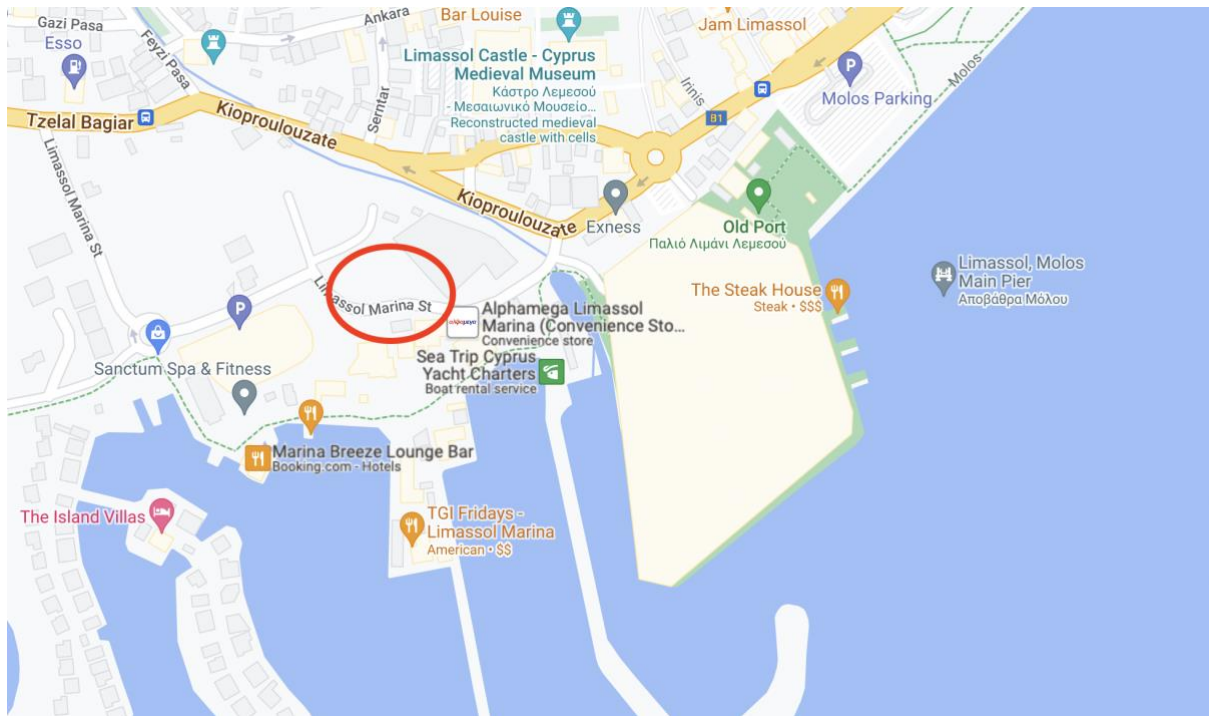 Gazi Pasa
Ankara
Bar Louise
Jam Limassol
Esso
Feyzi Pasa
Limassol Castle - Cyprus
Medieval Museum
Κάστρο Λεμεσού
- Μεσαιωνικό Μουσείο...
Reconstructed medieval
castle with cells
Irinis
P
Molos Parking
Molos
Tzelal Bagiar
Kioproulouzate
Serntar
B1
Limassol Marina St
Kioproulouzate
Exness
Old Port
Παλιό Λιμάνι Λεμεσού
Limassol, Molos
Main Pier
Αποβάθρα Μόλου
The Steak House
Steak • $$$
Limassol Marina St
P
Alphamega Limassol
Marina (Convenience Sto...
Convenience store
Sea Trip Cyprus
Yacht Charters
Boat rental service
Sanctum Spa & Fitness
Marina Breeze Lounge Bar
Booking.com - Hotels
The Island Villas
TGI Fridays -
Limassol Marina
American • $$